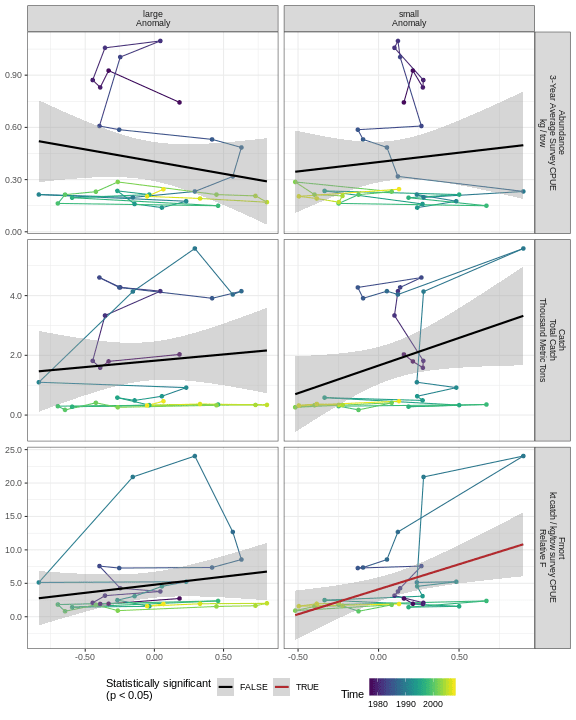 large
Anomaly
small
Anomaly
0.90
0.60
0.30
0.00
Abundance
3-Year Average Survey CPUE
kg / tow
4.0
2.0
0.0
Catch
Total Catch
Thousand Metric Tons
25.0
20.0
15.0
10.0
5.0
0.0
Fmort
kt catch / kg/tow survey CPUE
Relative F
-0.50
0.00
0.50
-0.50
0.00
0.50
Statistically significant
(p < 0.05)
FALSE
TRUE
Time
1980
1990
2000